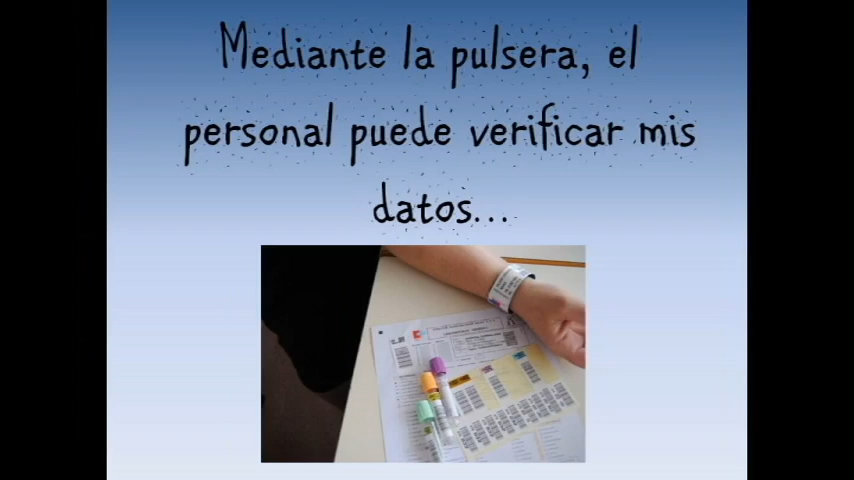 Mediante la pulsera, el
personal puede verificar mis
datos...